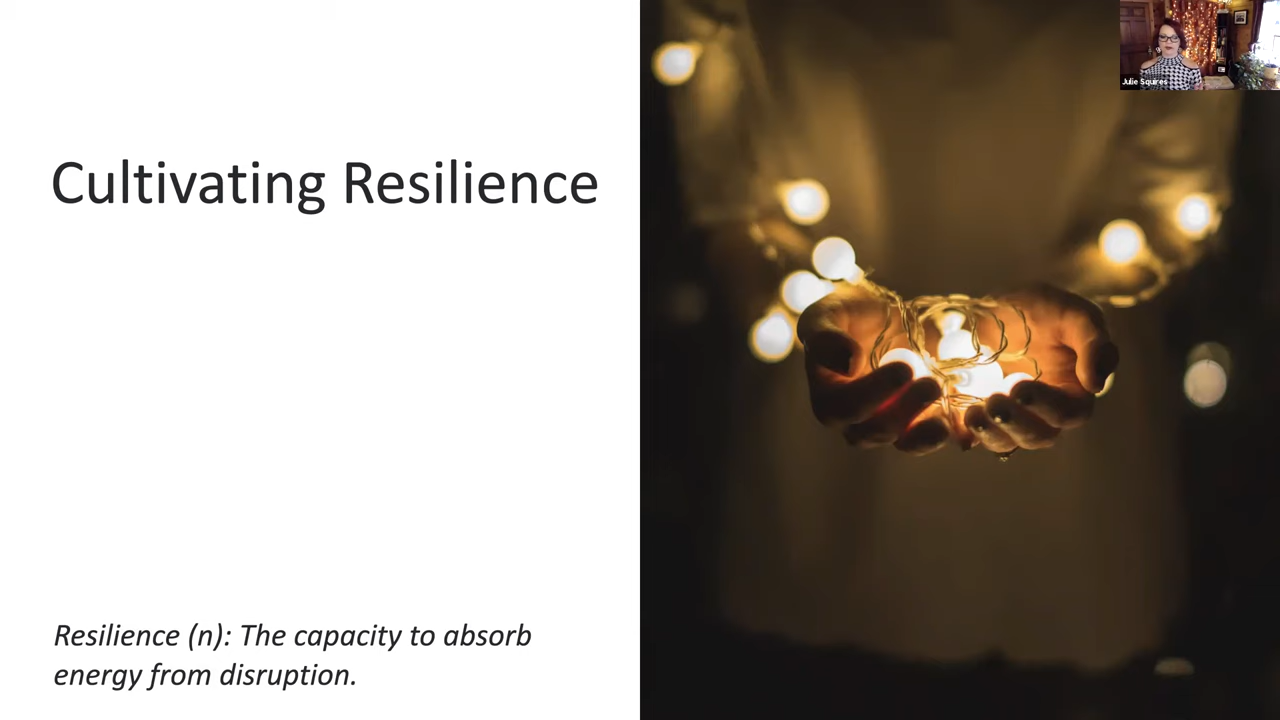 Cultivating Resilience
Julie Squires
Resilience (n): The capacity to absorb
energy from disruption.